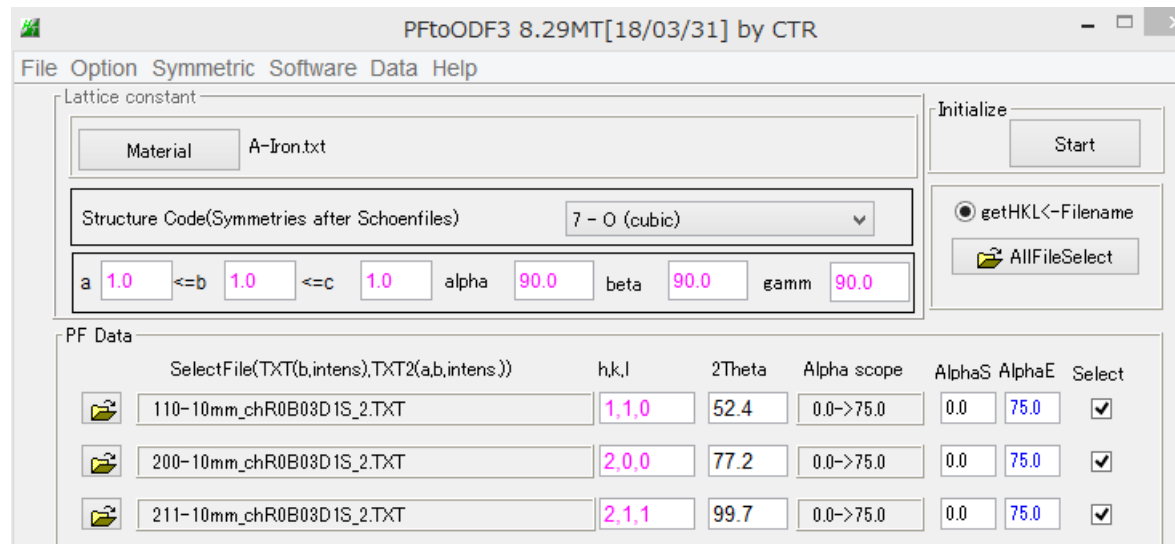 PFtoODF3 8.29MT[18/03/31] by CTR
File Option Symmetric Software Data Help
Lattice constant
Material A-Iron.txt
Structure Code(Symmetries after Schoenfiles) 7 - O (cubic)
a 1.0 <=b 1.0 <=c 1.0 alpha 90.0 beta 90.0 gamm 90.0
Initialize
Start
getHKL<-Filename
AllFileSelect
PF Data
SelectFile(TXT(b,intens),TXT2(a,b,intens.)) h,k,l 2Theta Alpha scope AlphaS AlphaE Select
110-10mm_chR0B03D1S_2.TXT 1,1,0 52.4 0.0->75.0 0.0 75.0
200-10mm_chR0B03D1S_2.TXT 2,0,0 77.2 0.0->75.0 0.0 75.0
211-10mm_chR0B03D1S_2.TXT 2,1,1 99.7 0.0->75.0 0.0 75.0